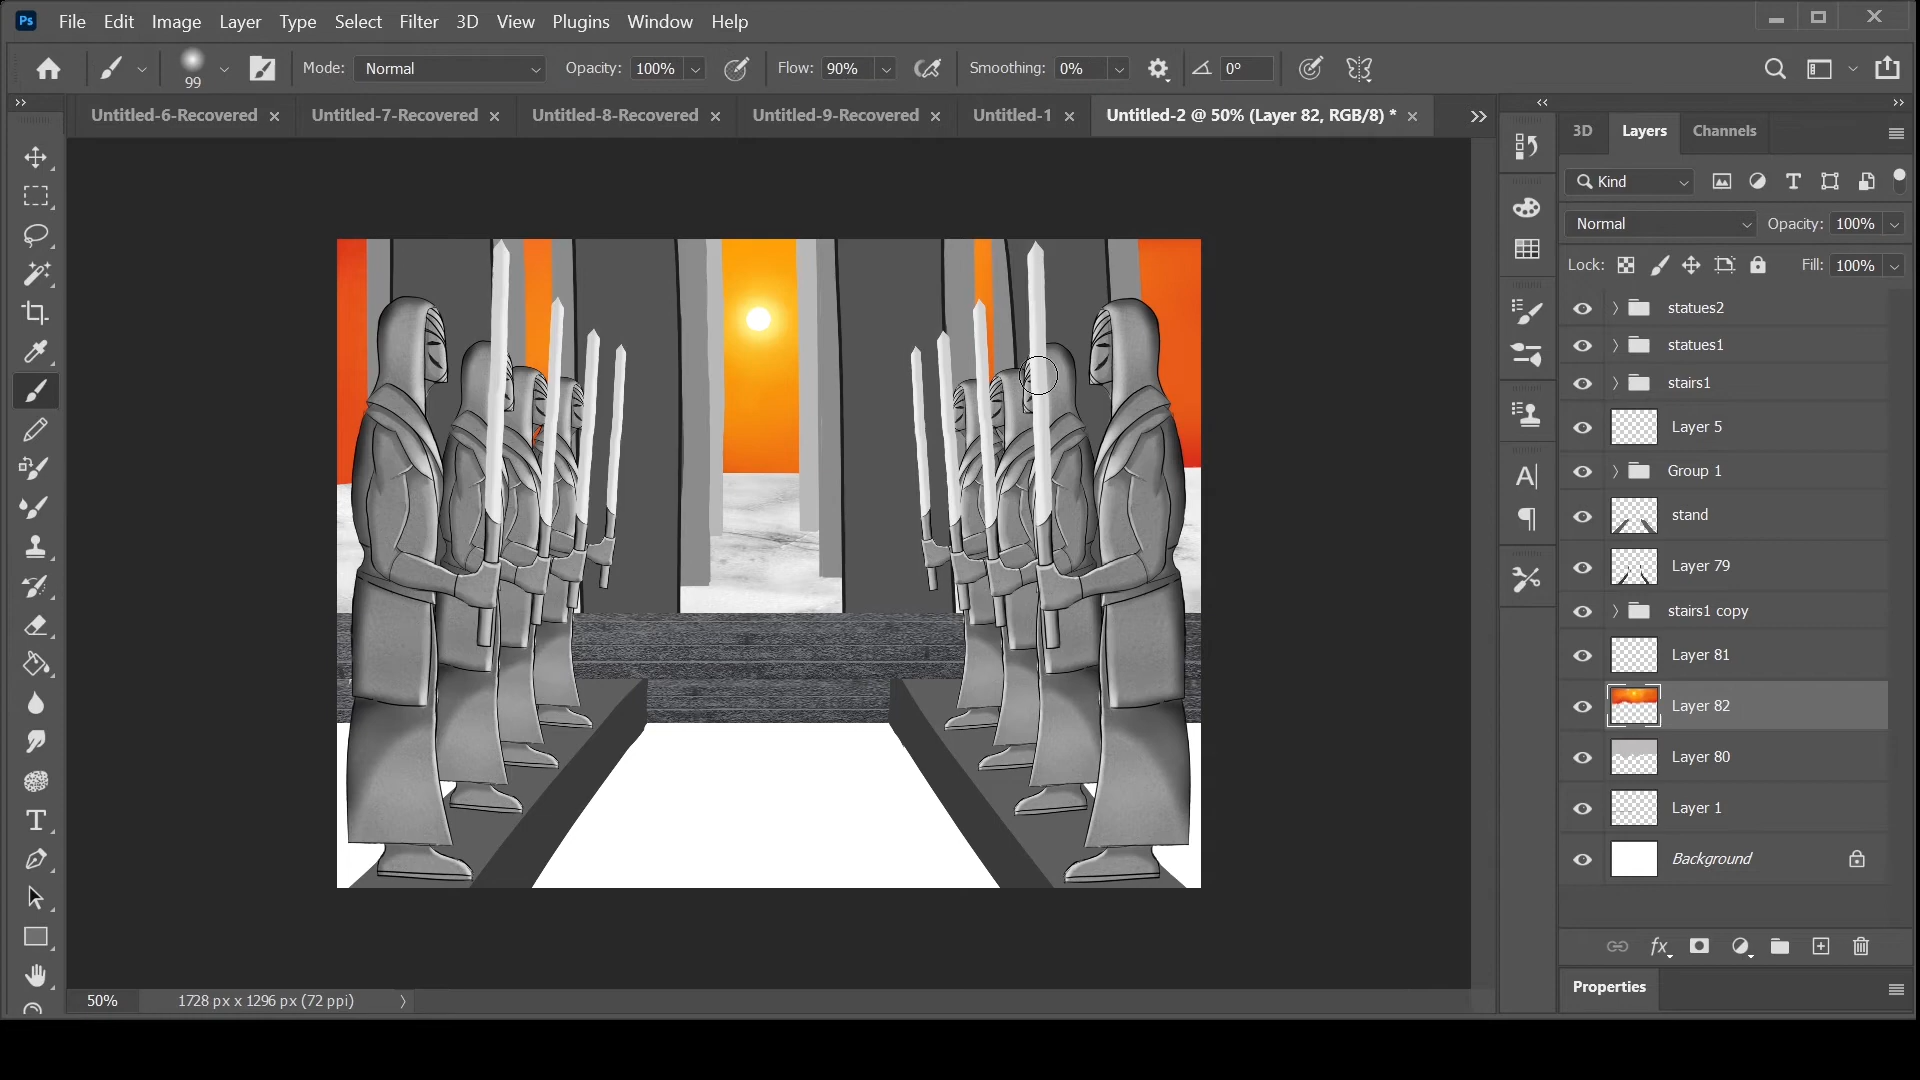 Ps File Edit Image Layer Type Select Filter 3D View Plugins Window Help
99 Mode: Normal Opacity: 100% Flow: 90% Smoothing: 0% 0°
Untitled-6-Recovered Untitled-7-Recovered Untitled-8-Recovered Untitled-9-Recovered Untitled-1 Untitled-2 @ 50% (Layer 82, RGB/8) *
3D Layers Channels
Kind
Normal Opacity: 100%
Lock: Fill: 100%
statues2
statues1
stairs1
Layer 5
Group 1
stand
Layer 79
stairs1 copy
Layer 81
Layer 82
Layer 80
Layer 1
Background
fx
Properties
50% 1728 px x 1296 px (72 ppi)